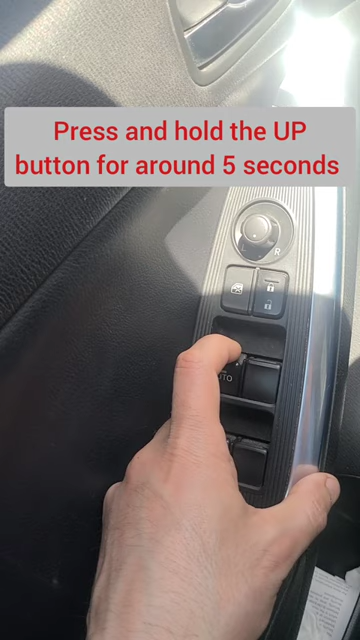 Press and hold the UP
button for around 5 seconds
R